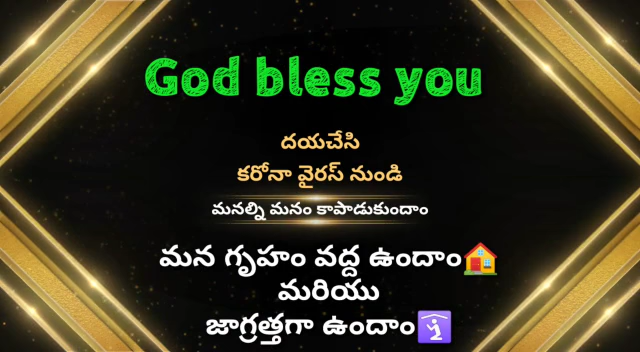 God bless you
దయచేసి
కరోనా వైరస్ నుండి
మనల్ని మనం కాపాడుకుందాం
మన గృహం వద్ద ఉందాం🏠
మరియు
జాగ్రత్తగా ఉందాం🛐